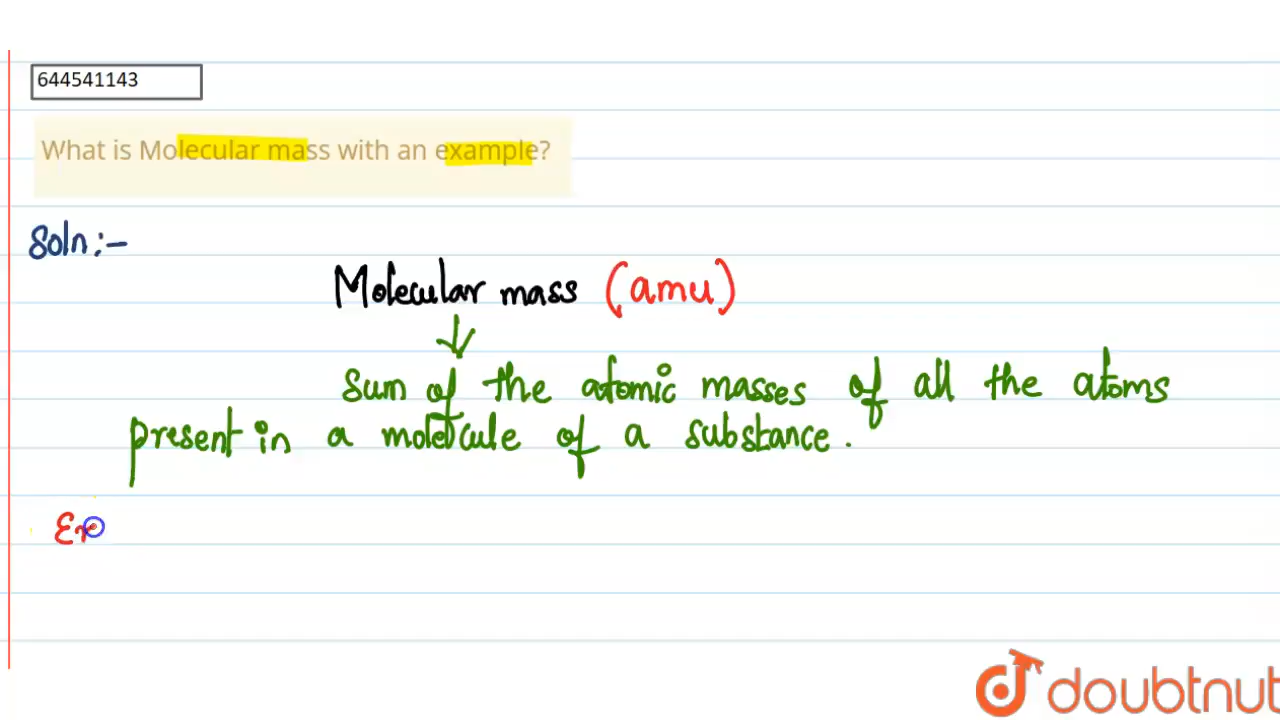 644541143
What is Molecular mass with an example?
Soln:-
Molecular mass (amu)
Sum of the atomic masses of all the atoms
present in a molecule of a substance.
Ex
doubtnut